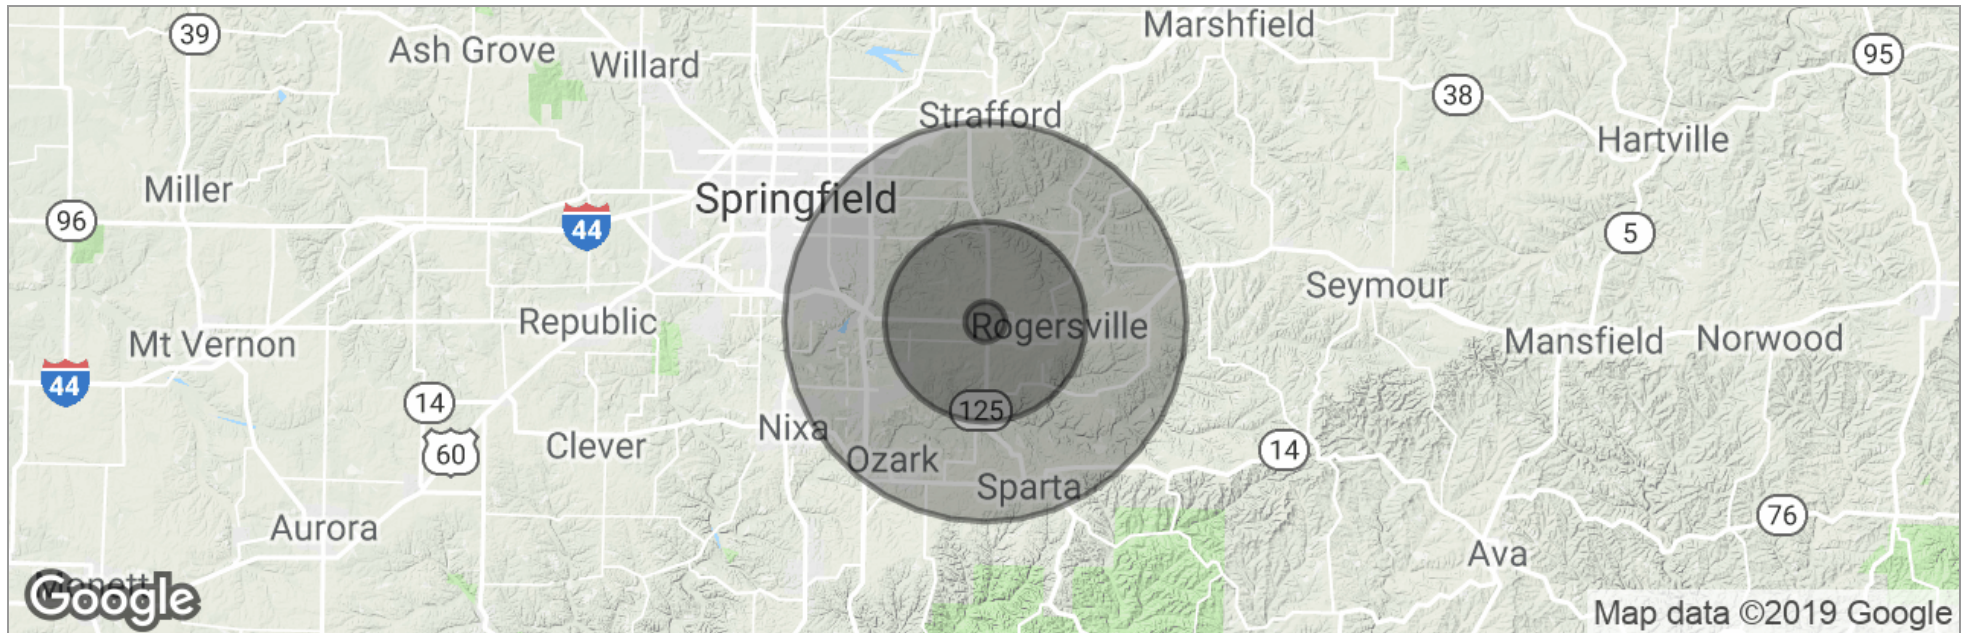 Marshfield
39
Ash Grove
95
Willard
38
Strafford
Hartville
Miller
Springfield
96
44
5
Seymour
Republic
Rogersville
Mt Vernon
Mansfield
Norwood
44
14
125
Nixa
Clever
60
14
Ozark
Sparta
76
Aurora
Ava
Monett
Google
Map data ©2019 Google